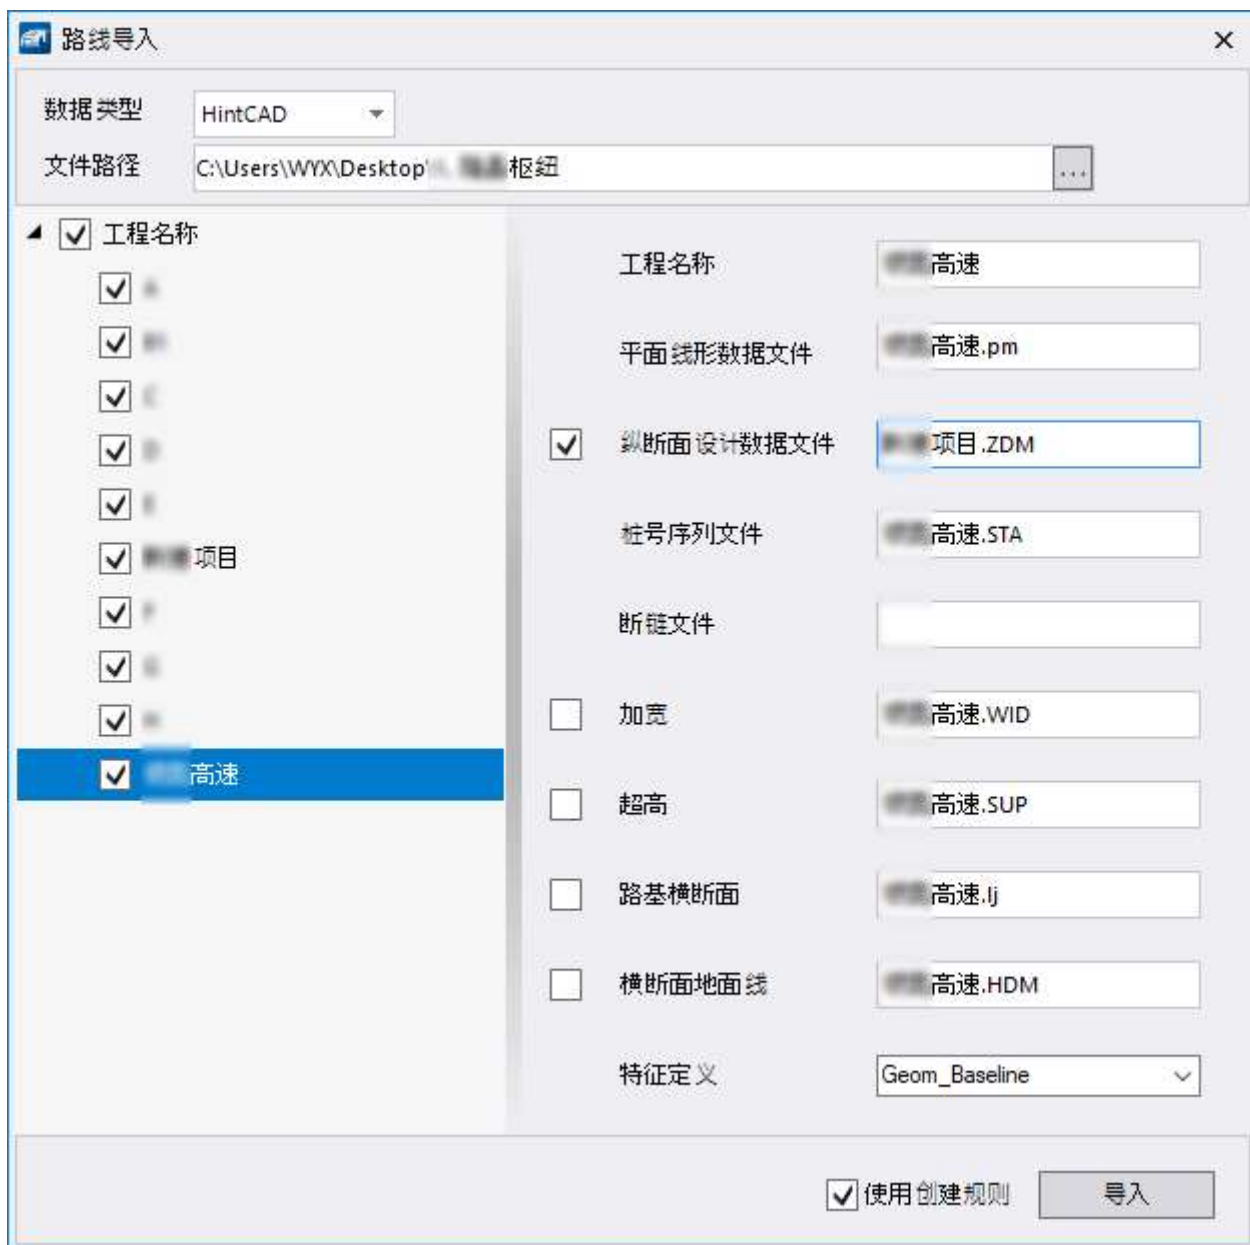 路线导入
数据类型 HintCAD
文件路径 C:\Users\WYX\Desktop\ 枢纽 ...
工程名称
项目
高速
工程名称 高速
平面线形数据文件 高速.pm
纵断面设计数据文件 项目.ZDM
桩号序列文件 高速.STA
断链文件
加宽 高速.WID
超高 高速.SUP
路基横断面 高速.lj
横断面地面线 高速.HDM
特征定义 Geom_Baseline
使用创建规则 导入